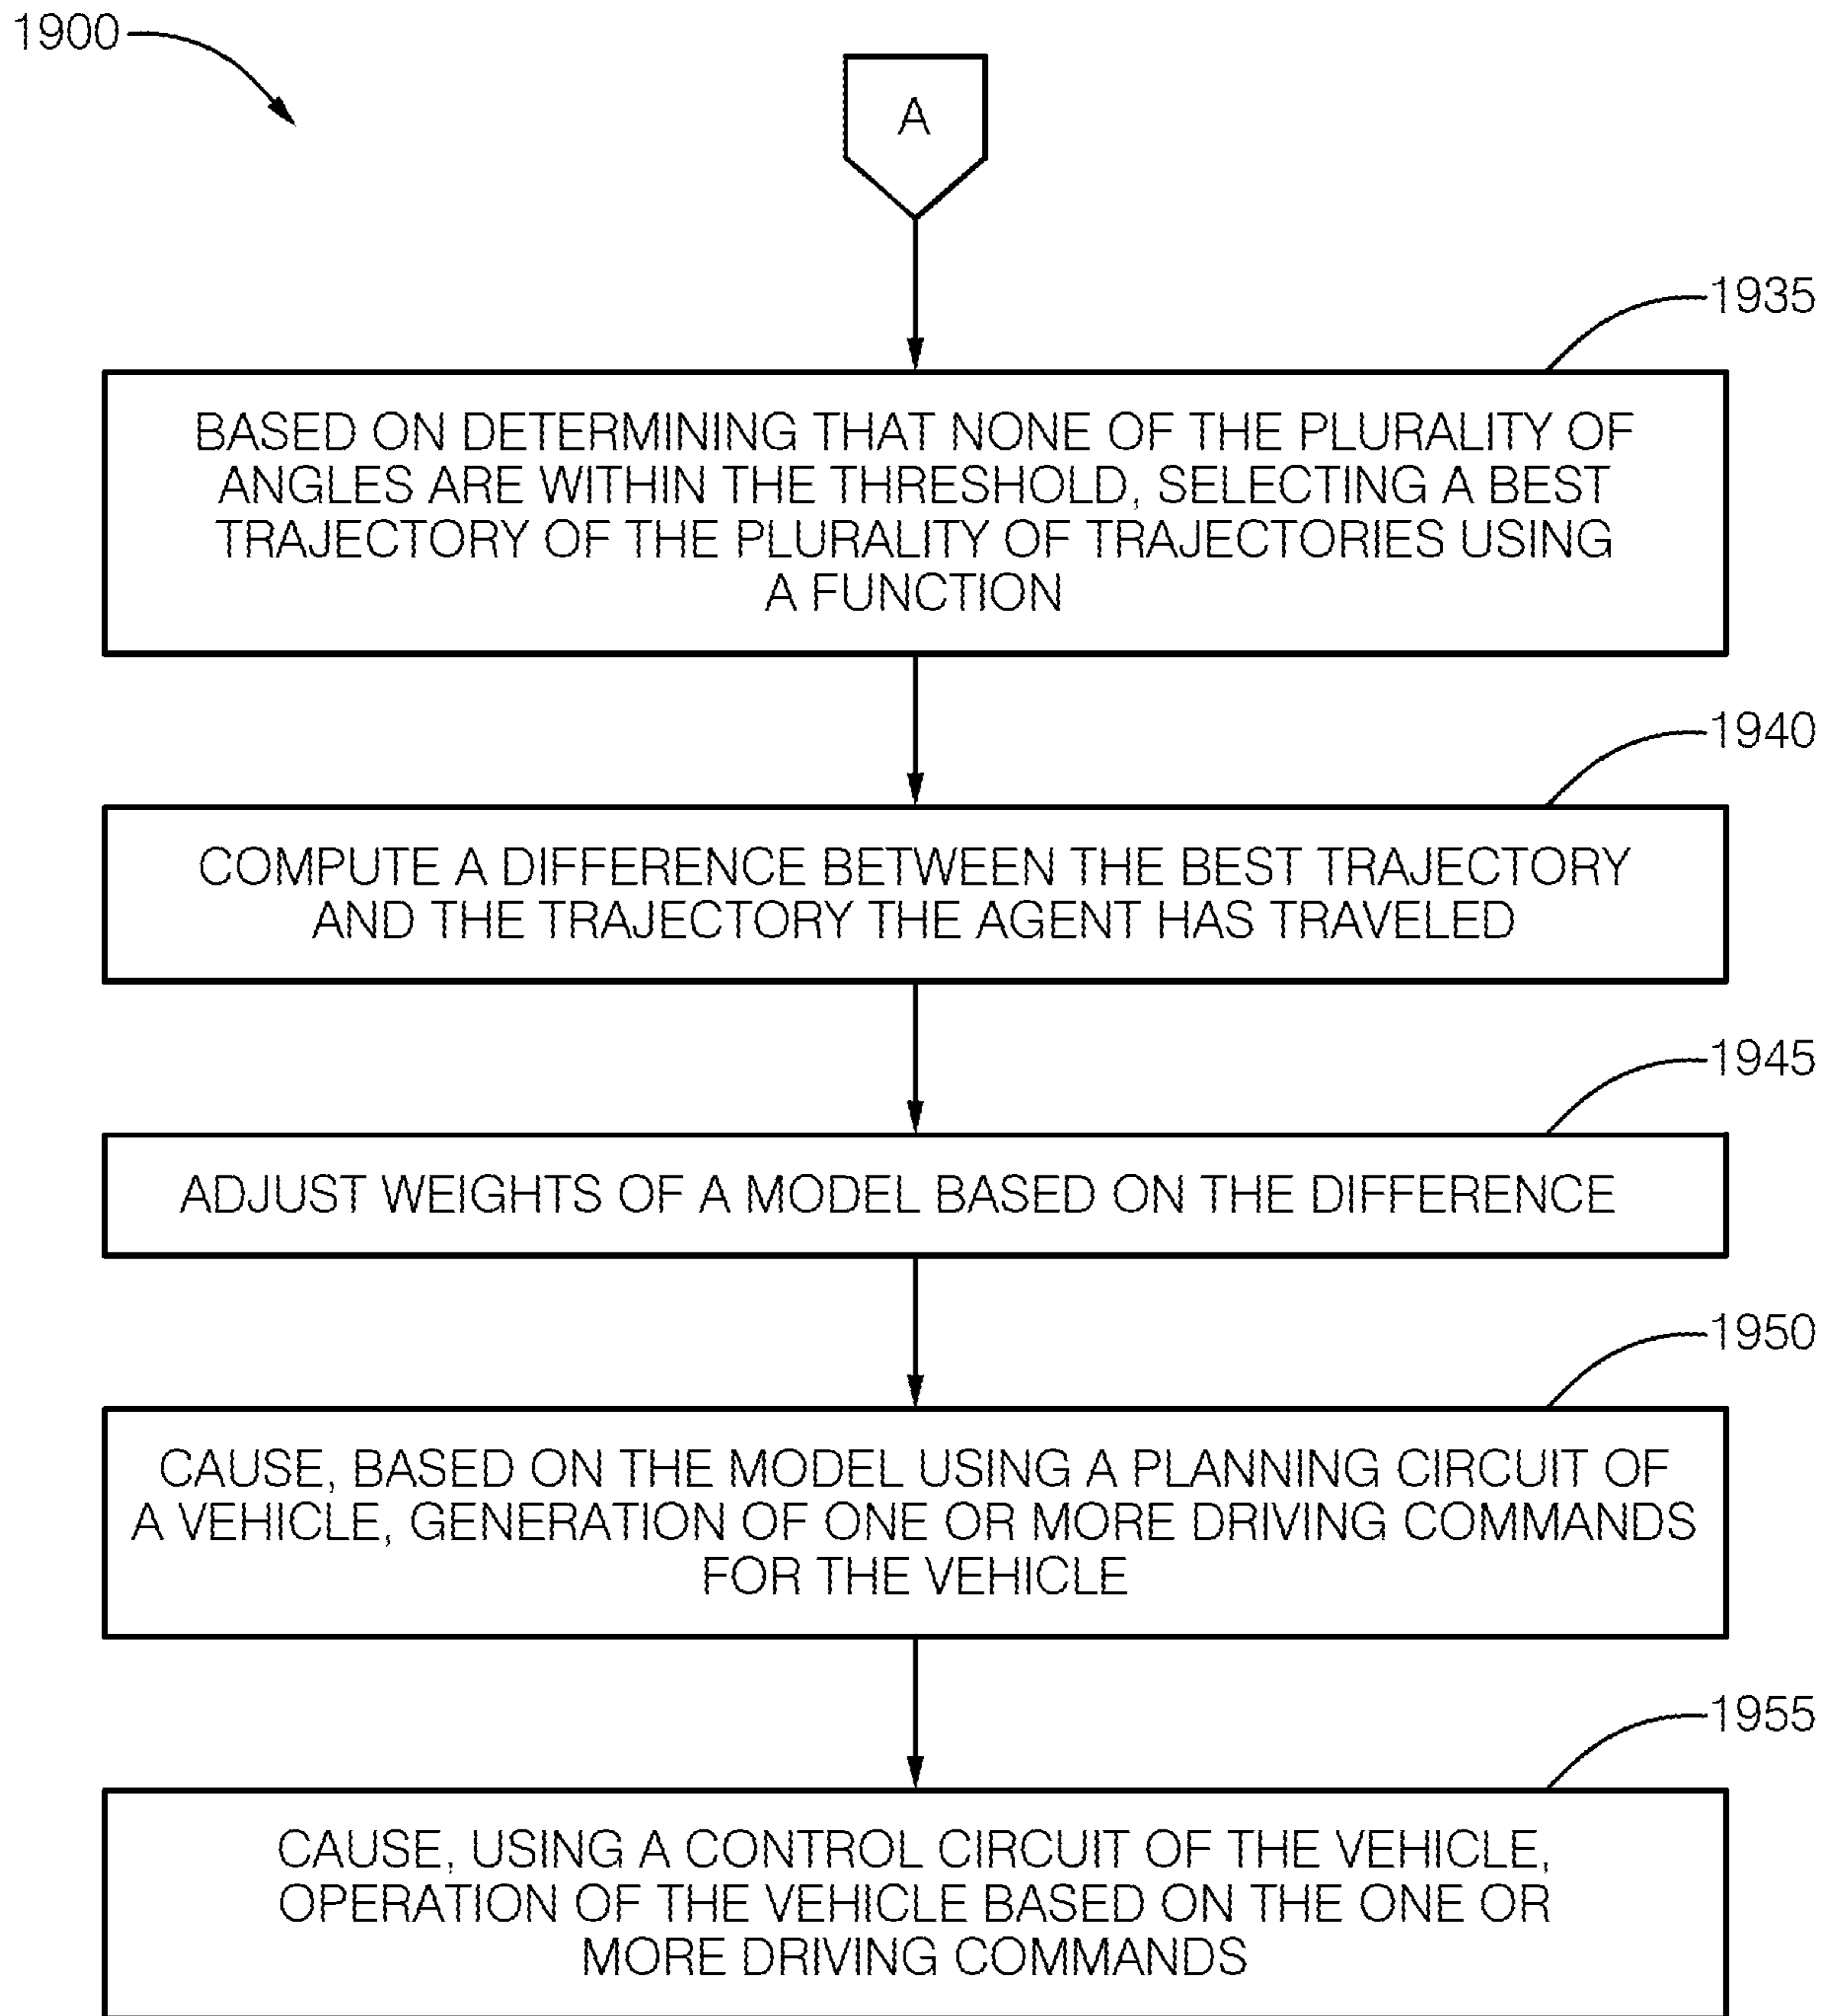 1900
A
1935
BASED ON DETERMINING THAT NONE OF THE PLURALITY OF
ANGLES ARE WITHIN THE THRESHOLD, SELECTING A BEST
TRAJECTORY OF THE PLURALITY OF TRAJECTORIES USING
A FUNCTION
1940
COMPUTE A DIFFERENCE BETWEEN THE BEST TRAJECTORY
AND THE TRAJECTORY THE AGENT HAS TRAVELED
1945
ADJUST WEIGHTS OF A MODEL BASED ON THE DIFFERENCE
1950
CAUSE, BASED ON THE MODEL USING A PLANNING CIRCUIT OF
A VEHICLE, GENERATION OF ONE OR MORE DRIVING COMMANDS
FOR THE VEHICLE
1955
CAUSE, USING A CONTROL CIRCUIT OF THE VEHICLE,
OPERATION OF THE VEHICLE BASED ON THE ONE OR
MORE DRIVING COMMANDS